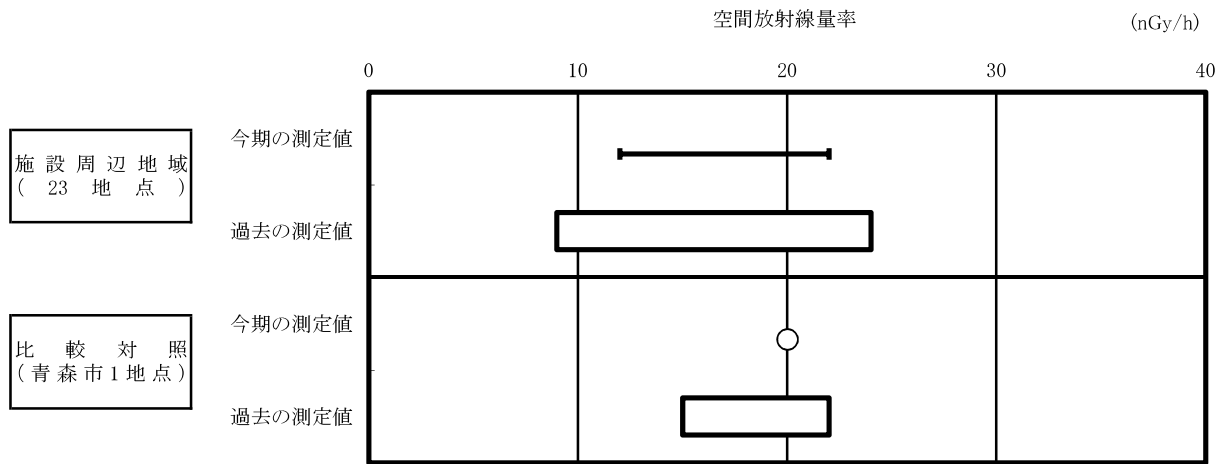 空間放射線量率
(nGy/h)
0 10 20 30 40
施設周辺地域
(23地点)
今期の測定値
過去の測定値
比較対照
(青森市1地点)
今期の測定値
過去の測定値